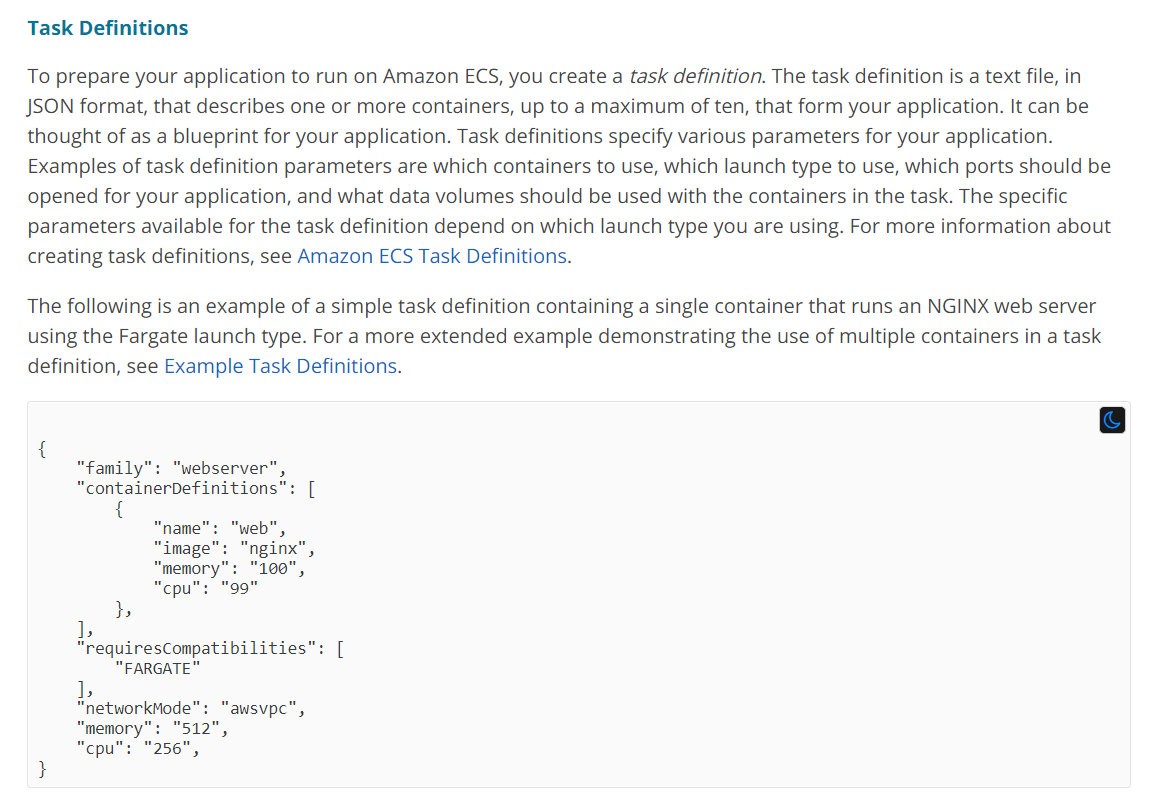 Task Definitions
To prepare your application to run on Amazon ECS, you create a task definition. The task definition is a text file, in
JSON format, that describes one or more containers, up to a maximum of ten, that form your application. It can be
thought of as a blueprint for your application. Task definitions specify various parameters for your application.
Examples of task definition parameters are which containers to use, which launch type to use, which ports should be
opened for your application, and what data volumes should be used with the containers in the task. The specific
parameters available for the task definition depend on which launch type you are using. For more information about
creating task definitions, see Amazon ECS Task Definitions.
The following is an example of a simple task definition containing a single container that runs an NGINX web server
using the Fargate launch type. For a more extended example demonstrating the use of multiple containers in a task
definition, see Example Task Definitions.
{
    "family": "webserver",
    "containerDefinitions": [
        {
            "name": "web",
            "image": "nginx",
            "memory": "100",
            "cpu": "99"
        },
    ],
    "requiresCompatibilities": [
        "FARGATE"
    ],
    "networkMode": "awsvpc",
    "memory": "512",
    "cpu": "256",
}